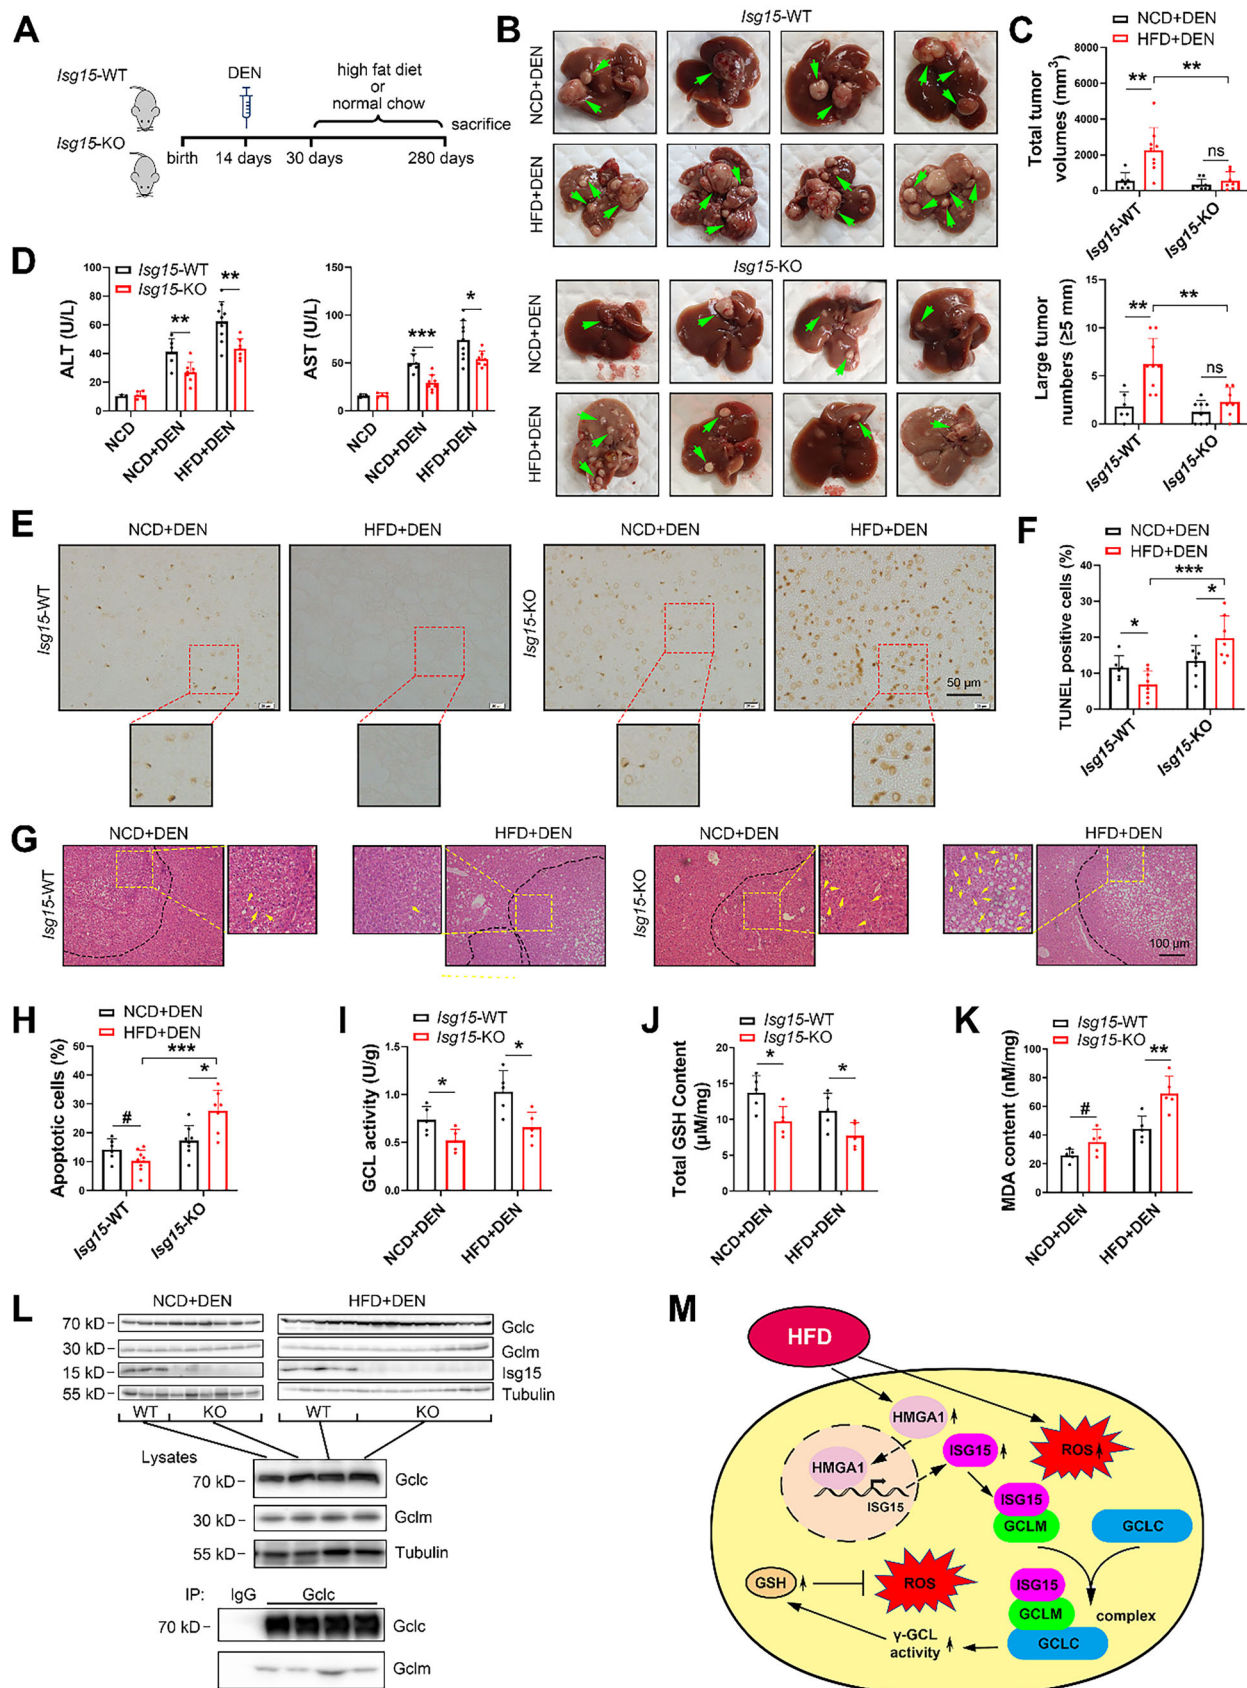 A
Isg15-WT
Isg15-KO
DEN
high fat diet
or
normal chow
sacrifice
birth
14 days
30 days
280 days
B
Isg15-WT
NCD+DEN
HFD+DEN
Isg15-KO
NCD+DEN
HFD+DEN
C
NCD+DEN
HFD+DEN
Total tumor
volumes (mm3)
8000
6000
4000
2000
0
**
**
ns
Isg15-WT
Isg15-KO
Large tumor
numbers (≥5 mm)
15
10
5
0
**
**
ns
Isg15-WT
Isg15-KO
D
Isg15-WT
Isg15-KO
ALT (U/L)
100
80
60
40
20
0
**
**
NCD
NCD+DEN
HFD+DEN
AST (U/L)
150
100
50
0
***
*
NCD
NCD+DEN
HFD+DEN
E
NCD+DEN
HFD+DEN
NCD+DEN
HFD+DEN
Isg15-WT
Isg15-KO
50 μm
F
NCD+DEN
HFD+DEN
TUNEL positive cells (%)
40
30
20
10
0
***
*
*
Isg15-WT
Isg15-KO
G
NCD+DEN
HFD+DEN
NCD+DEN
HFD+DEN
Isg15-WT
Isg15-KO
100 μm
H
NCD+DEN
HFD+DEN
Apoptotic cells (%)
50
40
30
20
10
0
***
*
#
Isg15-WT
Isg15-KO
I
Isg15-WT
Isg15-KO
GCL activity (U/g)
1.5
1.0
0.5
0.0
*
*
NCD+DEN
HFD+DEN
J
Isg15-WT
Isg15-KO
Total GSH Content
(μM/mg)
20
15
10
5
0
*
*
NCD+DEN
HFD+DEN
K
Isg15-WT
Isg15-KO
MDA content (nM/mg)
100
80
60
40
20
0
#
**
NCD+DEN
HFD+DEN
L
NCD+DEN
HFD+DEN
70 kD
Gclc
30 kD
Gclm
15 kD
Isg15
55 kD
Tubulin
WT
KO
WT
KO
Lysates
70 kD
Gclc
30 kD
Gclm
55 kD
Tubulin
IP:
IgG
Gclc
70 kD
Gclc
Gclm
M
HFD
HMGA1
HMGA1
ISG15
ISG15
ROS
ISG15
GCLM
GCLC
GSH
ROS
ISG15
GCLM
GCLC
complex
γ-GCL
activity